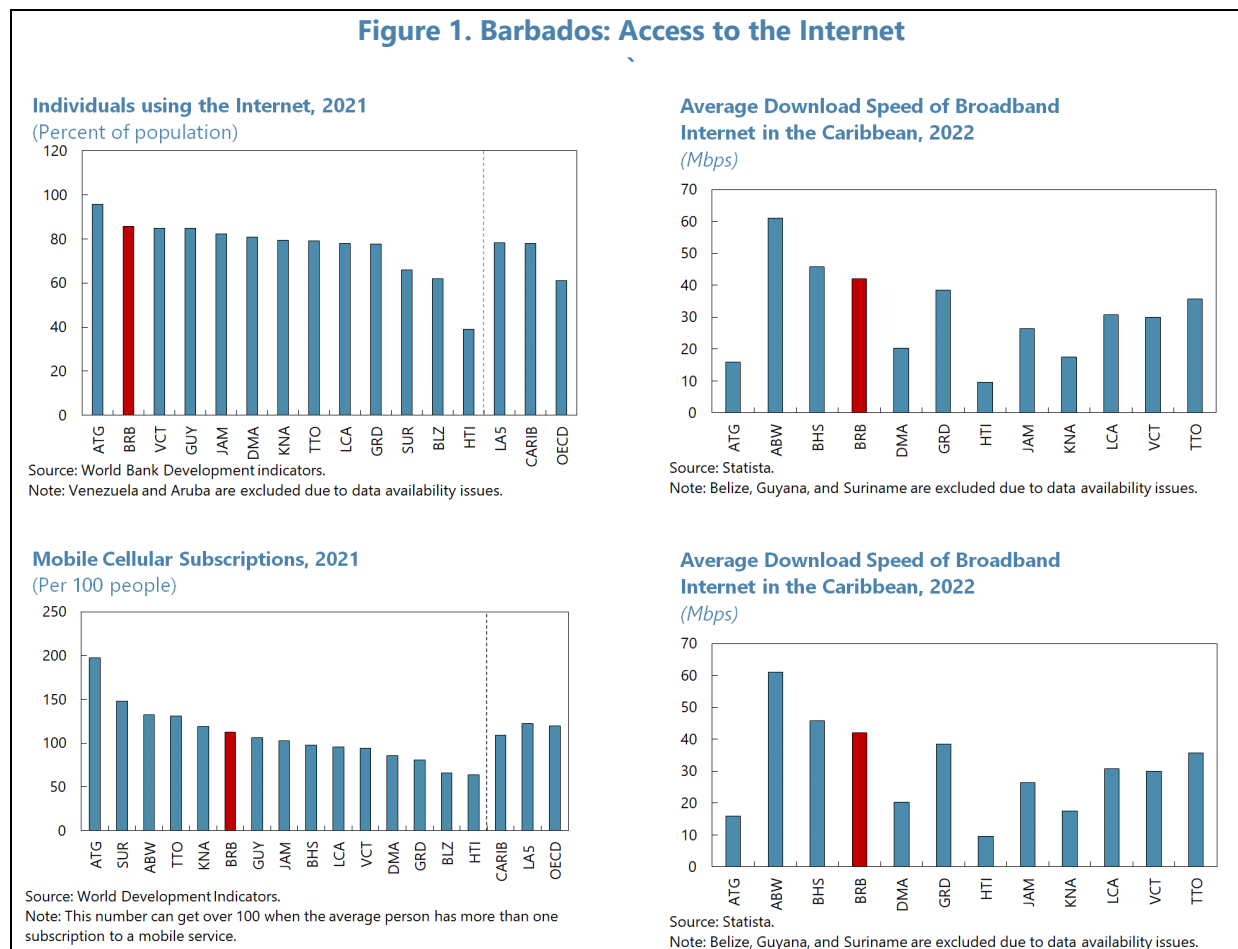 Figure 1. Barbados: Access to the Internet
`
Individuals using the Internet, 2021
(Percent of population)
120
100
80
60
40
20
0
ATG BRB VCT GUY JAM DMA KNA TTO LCA GRD SUR BLZ HTI LA5 CARIB OECD
Source: World Bank Development indicators.
Note: Venezuela and Aruba are excluded due to data availability issues.
Average Download Speed of Broadband
Internet in the Caribbean, 2022
(Mbps)
70
60
50
40
30
20
10
0
ATG ABW BHS BRB DMA GRD HTI JAM KNA LCA VCT TTO
Source: Statista.
Note: Belize, Guyana, and Suriname are excluded due to data availability issues.
Mobile Cellular Subscriptions, 2021
(Per 100 people)
250
200
150
100
50
0
ATG SUR ABW TTO KNA BRB GUY JAM BHS LCA VCT DMA GRD BLZ HTI CARIB LA5 OECD
Source: World Development Indicators.
Note: This number can get over 100 when the average person has more than one
subscription to a mobile service.
Average Download Speed of Broadband
Internet in the Caribbean, 2022
(Mbps)
70
60
50
40
30
20
10
0
ATG ABW BHS BRB DMA GRD HTI JAM KNA LCA VCT TTO
Source: Statista.
Note: Belize, Guyana, and Suriname are excluded due to data availability issues.